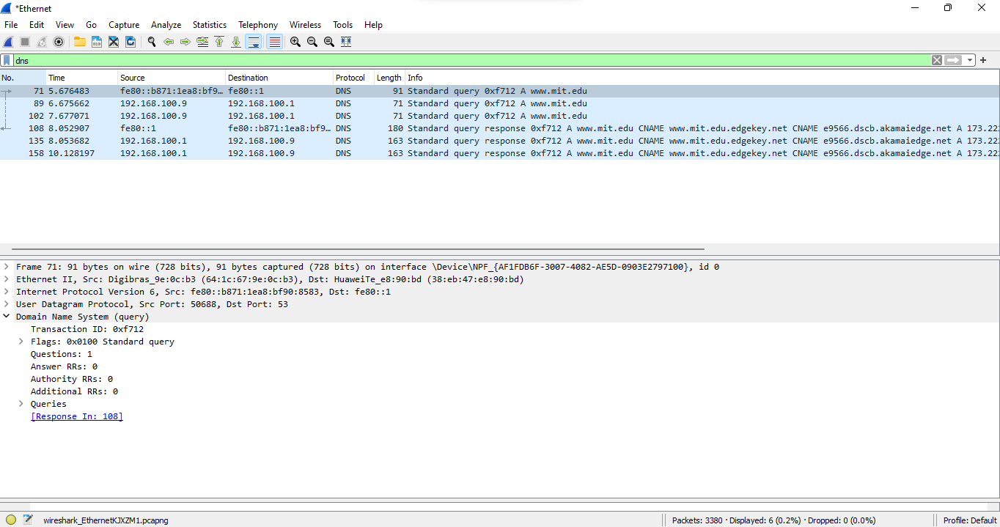 *Ethernet
File Edit View Go Capture Analyze Statistics Telephony Wireless Tools Help
dns
No. Time Source Destination Protocol Length Info
71 5.676483 fe80::b871:1ea8:bf9… fe80::1 DNS 91 Standard query 0xf712 A www.mit.edu
89 6.675662 192.168.100.9 192.168.100.1 DNS 71 Standard query 0xf712 A www.mit.edu
102 7.677071 192.168.100.9 192.168.100.1 DNS 71 Standard query 0xf712 A www.mit.edu
108 8.052907 fe80::1 fe80::b871:1ea8:bf9… DNS 180 Standard query response 0xf712 A www.mit.edu CNAME www.mit.edu.edgekey.net CNAME e9566.dscb.akamaiedge.net A 173.22
135 8.053682 192.168.100.1 192.168.100.9 DNS 163 Standard query response 0xf712 A www.mit.edu CNAME www.mit.edu.edgekey.net CNAME e9566.dscb.akamaiedge.net A 173.222
158 10.128197 192.168.100.1 192.168.100.9 DNS 163 Standard query response 0xf712 A www.mit.edu CNAME www.mit.edu.edgekey.net CNAME e9566.dscb.akamaiedge.net A 173.222
Frame 71: 91 bytes on wire (728 bits), 91 bytes captured (728 bits) on interface \Device\NPF_{AF1FDB6F-3007-4082-AE5D-0903E2797100}, id 0
Ethernet II, Src: Digibras_9e:0c:b3 (64:1c:67:9e:0c:b3), Dst: HuaweiTe_e8:90:bd (38:eb:47:e8:90:bd)
Internet Protocol Version 6, Src: fe80::b871:1ea8:bf90:8583, Dst: fe80::1
User Datagram Protocol, Src Port: 50688, Dst Port: 53
Domain Name System (query)
Transaction ID: 0xf712
Flags: 0x0100 Standard query
Questions: 1
Answer RRs: 0
Authority RRs: 0
Additional RRs: 0
Queries
[Response In: 108]
wireshark_EthernetKJXZM1.pcapng Packets: 3380 · Displayed: 6 (0.2%) · Dropped: 0 (0.0%) Profile: Default